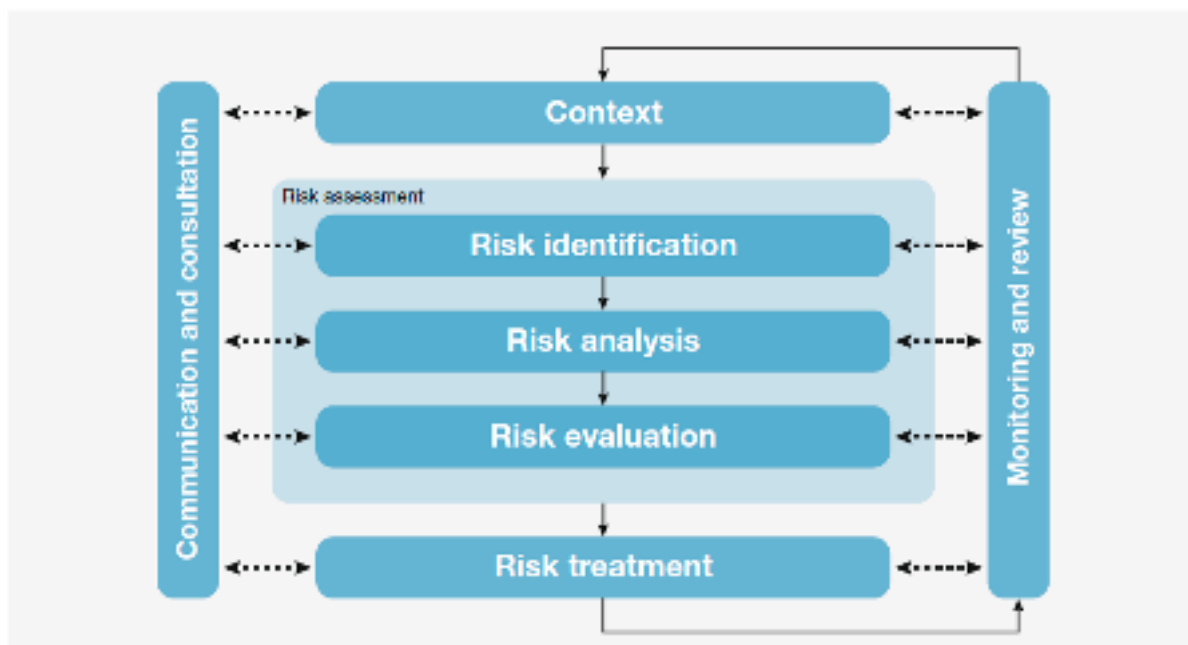 Context
Risk assessment
Risk identification
Risk analysis
Risk evaluation
Risk treatment
Communication and consultation
Monitoring and review